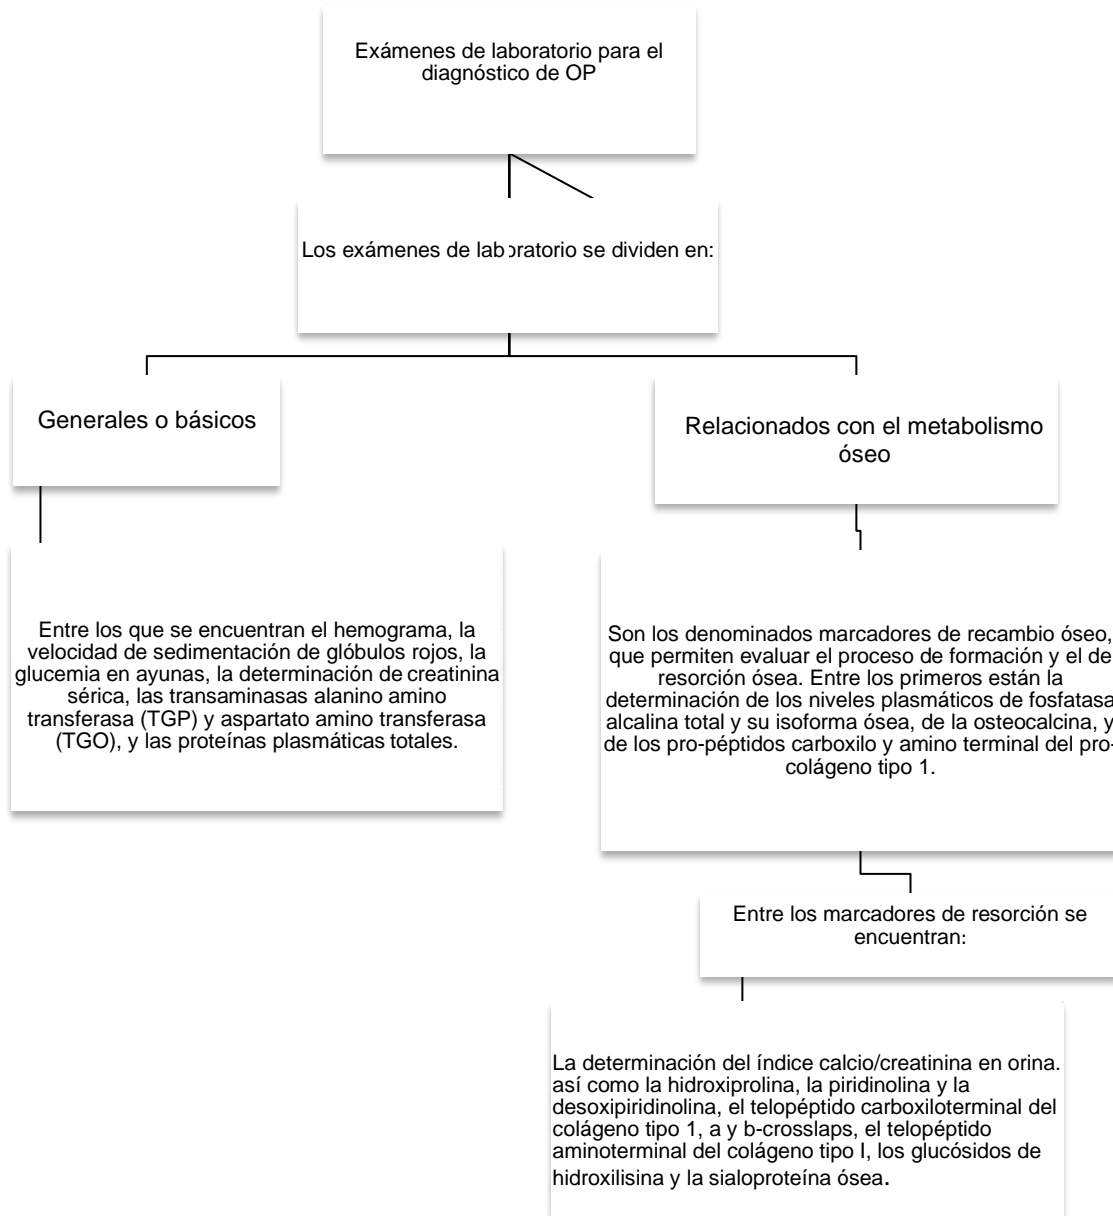 Exámenes de laboratorio para el
diagnóstico de OP
Los exámenes de laboratorio se dividen en:
Generales o básicos
Relacionados con el metabolismo
óseo
Entre los que se encuentran el hemograma, la
velocidad de sedimentación de glóbulos rojos, la
glucemia en ayunas, la determinación de creatinina
sérica, las transaminasas alanino amino
transferasa (TGP) y aspartato amino transferasa
(TGO), y las proteínas plasmáticas totales.
Son los denominados marcadores de recambio óseo,
que permiten evaluar el proceso de formación y el de
resorción ósea. Entre los primeros están la
determinación de los niveles plasmáticos de fosfatasa
alcalina total y su isoforma ósea, de la osteocalcina, y
de los pro-péptidos carboxilo y amino terminal del pro-
colágeno tipo 1.
Entre los marcadores de resorción se
encuentran:
La determinación del índice calcio/creatinina en orina.
así como la hidroxiprolina, la piridinolina y la
desoxipiridinolina, el telopéptido carboxiloterminal del
colágeno tipo 1, a y b-crosslaps, el telopéptido
aminoterminal del colágeno tipo I, los glucósidos de
hidroxilisina y la sialoproteína ósea.